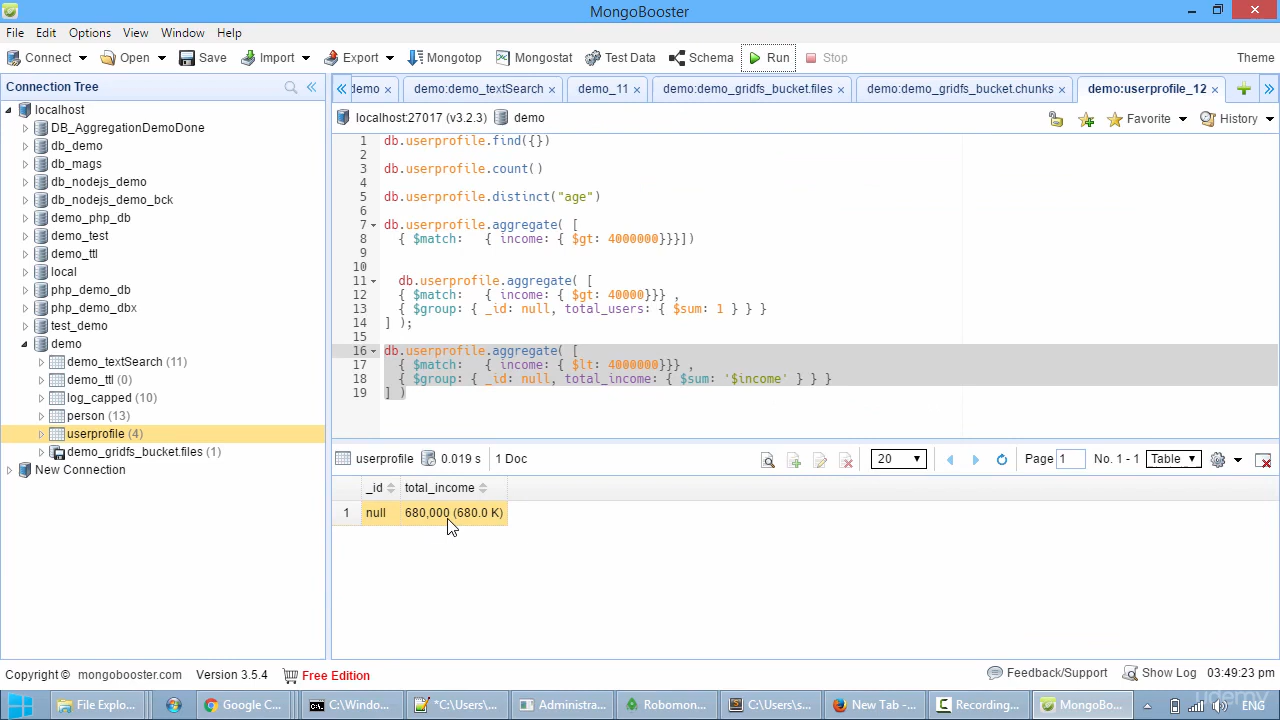 MongoBooster
File Edit Options View Window Help
Connect Open Save Import Export Mongotop Mongostat Test Data Schema Run Stop Theme
Connection Tree
demo × demo:demo_textSearch × demo_11 × demo:demo_gridfs_bucket.files × demo:demo_gridfs_bucket.chunks × demo:userprofile_12 ×
localhost:27017 (v3.2.3) demo Favorite History
localhost
DB_AggregationDemoDone
db_demo
db_mags
db_nodejs_demo
db_nodejs_demo_bck
demo_php_db
demo_test
demo_ttl
local
php_demo_db
php_demo_dbx
test_demo
demo
demo_textSearch (11)
demo_ttl (0)
log_capped (10)
person (13)
userprofile (4)
demo_gridfs_bucket.files (1)
New Connection
1 db.userprofile.find({})
2
3 db.userprofile.count()
4
5 db.userprofile.distinct("age")
6
7 db.userprofile.aggregate( [
8 { $match: { income: { $gt: 4000000}}}])
9
10
11 db.userprofile.aggregate( [
12 { $match: { income: { $gt: 40000}}} ,
13 { $group: { _id: null, total_users: { $sum: 1 } } }
14 ] );
15
16 db.userprofile.aggregate( [
17 { $match: { income: { $lt: 4000000}}} ,
18 { $group: { _id: null, total_income: { $sum: '$income' } } }
19 ] )
userprofile 0.019 s 1 Doc 20 Page 1 No. 1 - 1 Table
_id total_income
1 null 680,000 (680.0 K)
Copyright © mongobooster.com Version 3.5.4 Free Edition Feedback/Support Show Log 03:49:23 pm
File Explo... Google C... C:\Windo... *C:\Users\... Administra... Robomon... C:\Users\s... New Tab -... Recording... MongoBo... ENG
udemy